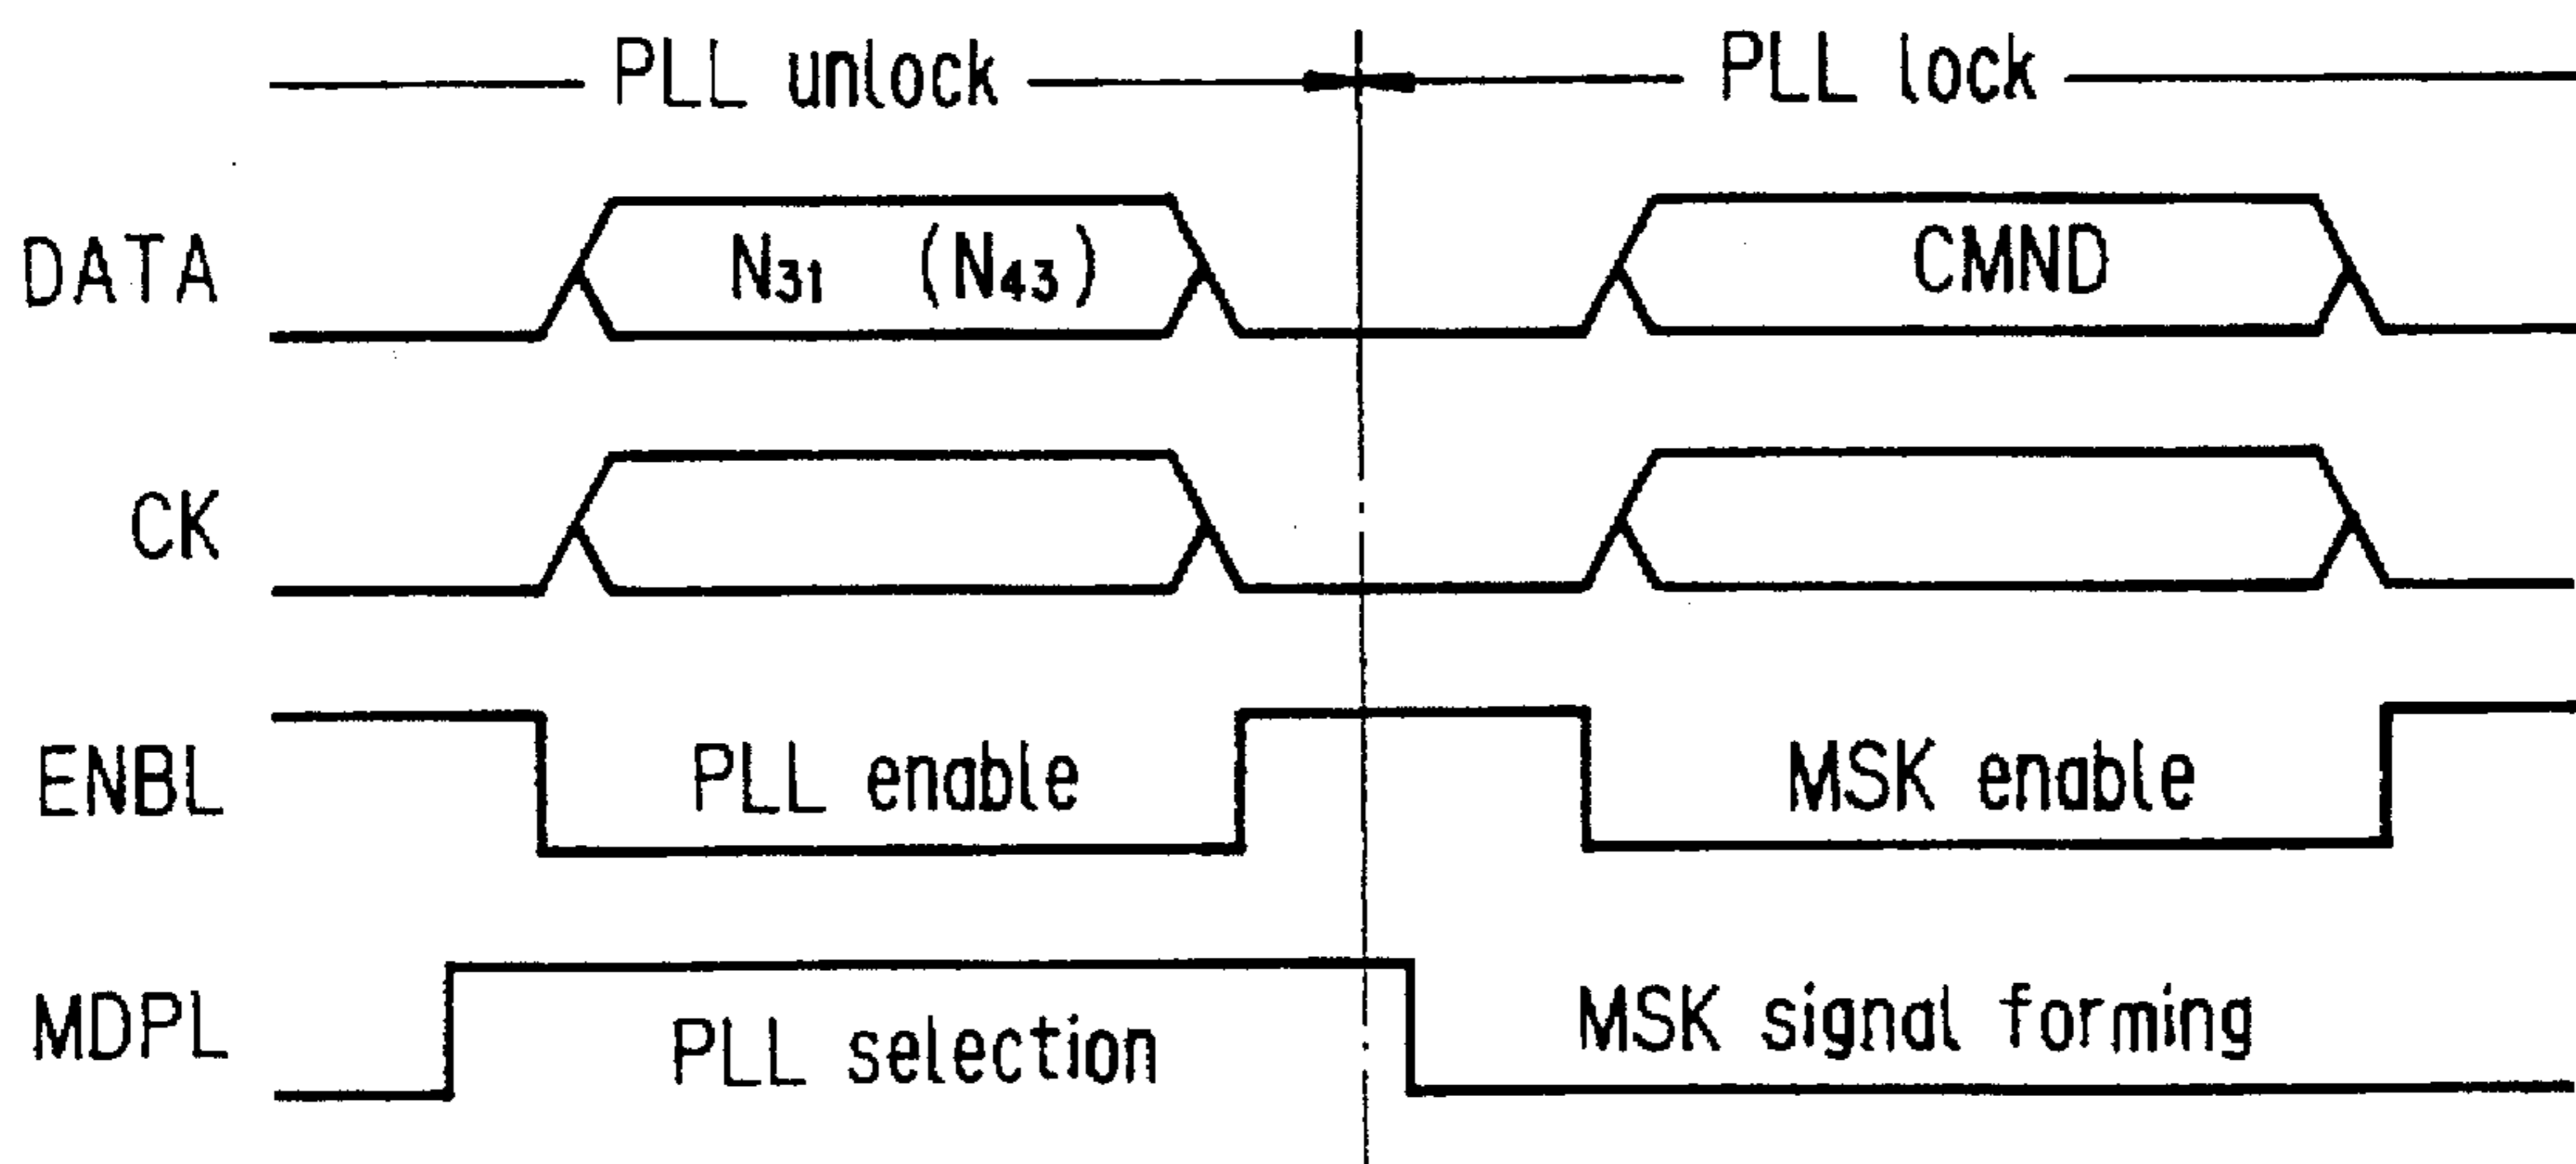 PLL unlock PLL lock
DATA N31 (N43) CMND
CK
ENBL PLL enable MSK enable
MDPL PLL selection MSK signal forming